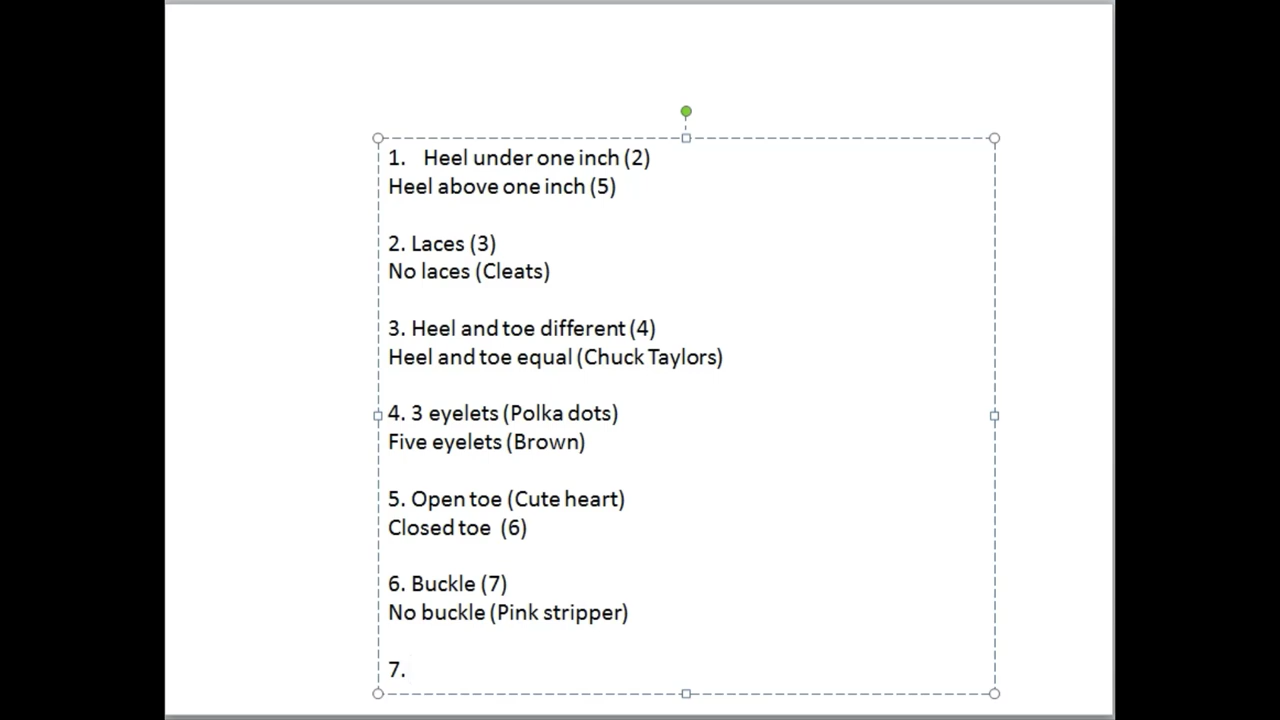 1. Heel under one inch (2)
Heel above one inch (5)
2. Laces (3)
No laces (Cleats)
3. Heel and toe different (4)
Heel and toe equal (Chuck Taylors)
4. 3 eyelets (Polka dots)
Five eyelets (Brown)
5. Open toe (Cute heart)
Closed toe (6)
6. Buckle (7)
No buckle (Pink stripper)
7.